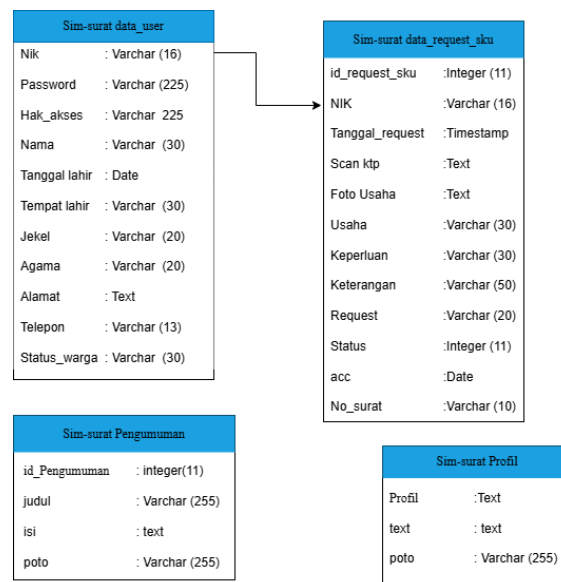 Sim-surat data_user
Nik : Varchar (16)
Password : Varchar (225)
Hak_akses : Varchar 225
Nama : Varchar (30)
Tanggal lahir : Date
Tempat lahir : Varchar (30)
Jekel : Varchar (20)
Agama : Varchar (20)
Alamat : Text
Telepon : Varchar (13)
Status_warga : Varchar (30)
Sim-surat data_request_sku
id_request_sku :Integer (11)
NIK :Varchar (16)
Tanggal_request :Timestamp
Scan ktp :Text
Foto Usaha :Text
Usaha :Varchar (30)
Keperluan :Varchar (30)
Keterangan :Varchar (50)
Request :Varchar (20)
Status :Integer (11)
acc :Date
No_surat :Varchar (10)
Sim-surat Pengumuman
id_Pengumuman : integer(11)
judul : Varchar (255)
isi : text
poto : Varchar (255)
Sim-surat Profil
Profil :Text
text : text
poto : Varchar (255)